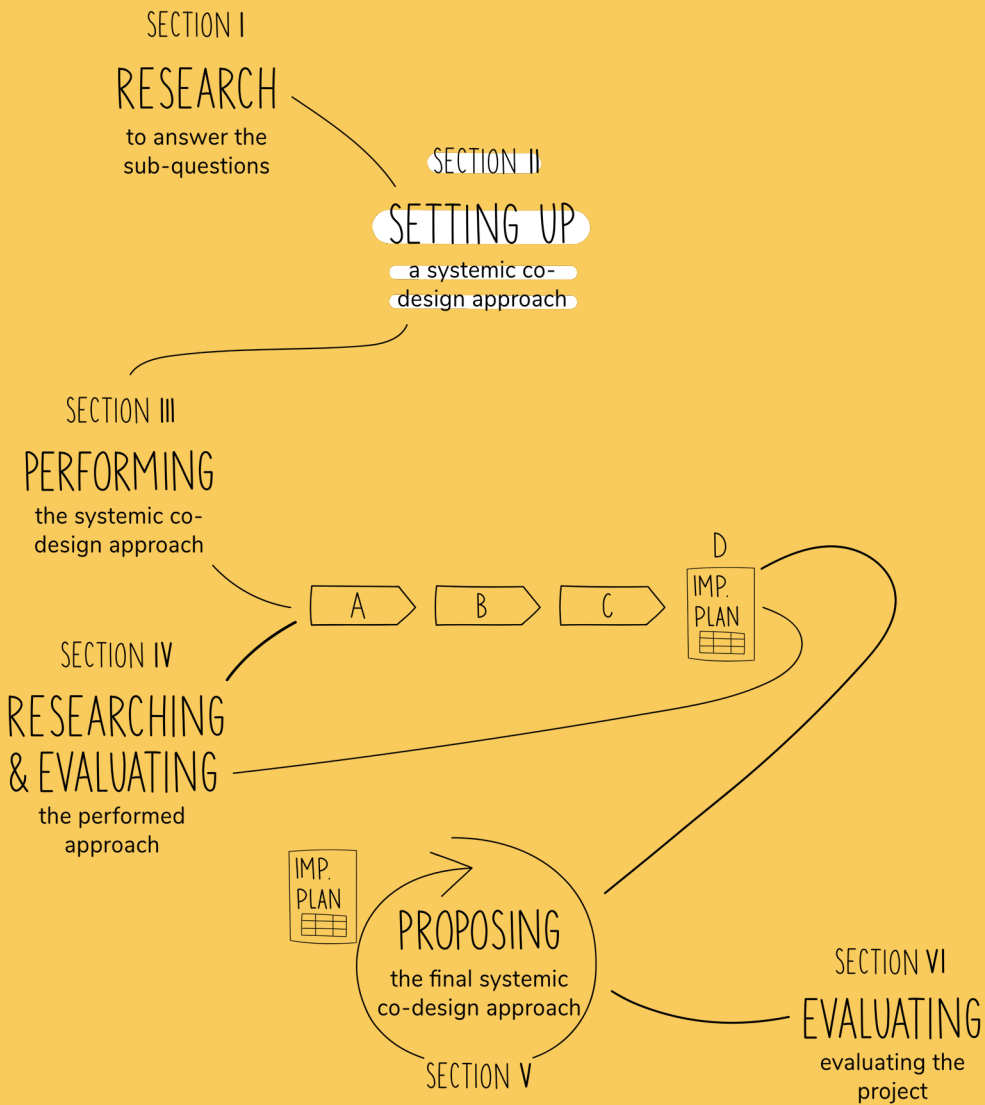 SECTION I
RESEARCH
to answer the
sub-questions
SECTION II
SETTING UP
a systemic co-
design approach
SECTION III
PERFORMING
the systemic co-
design approach
A
B
C
D
IMP.
PLAN
SECTION IV
RESEARCHING
& EVALUATING
the performed
approach
IMP.
PLAN
PROPOSING
the final systemic
co-design approach
SECTION V
SECTION VI
EVALUATING
evaluating the
project